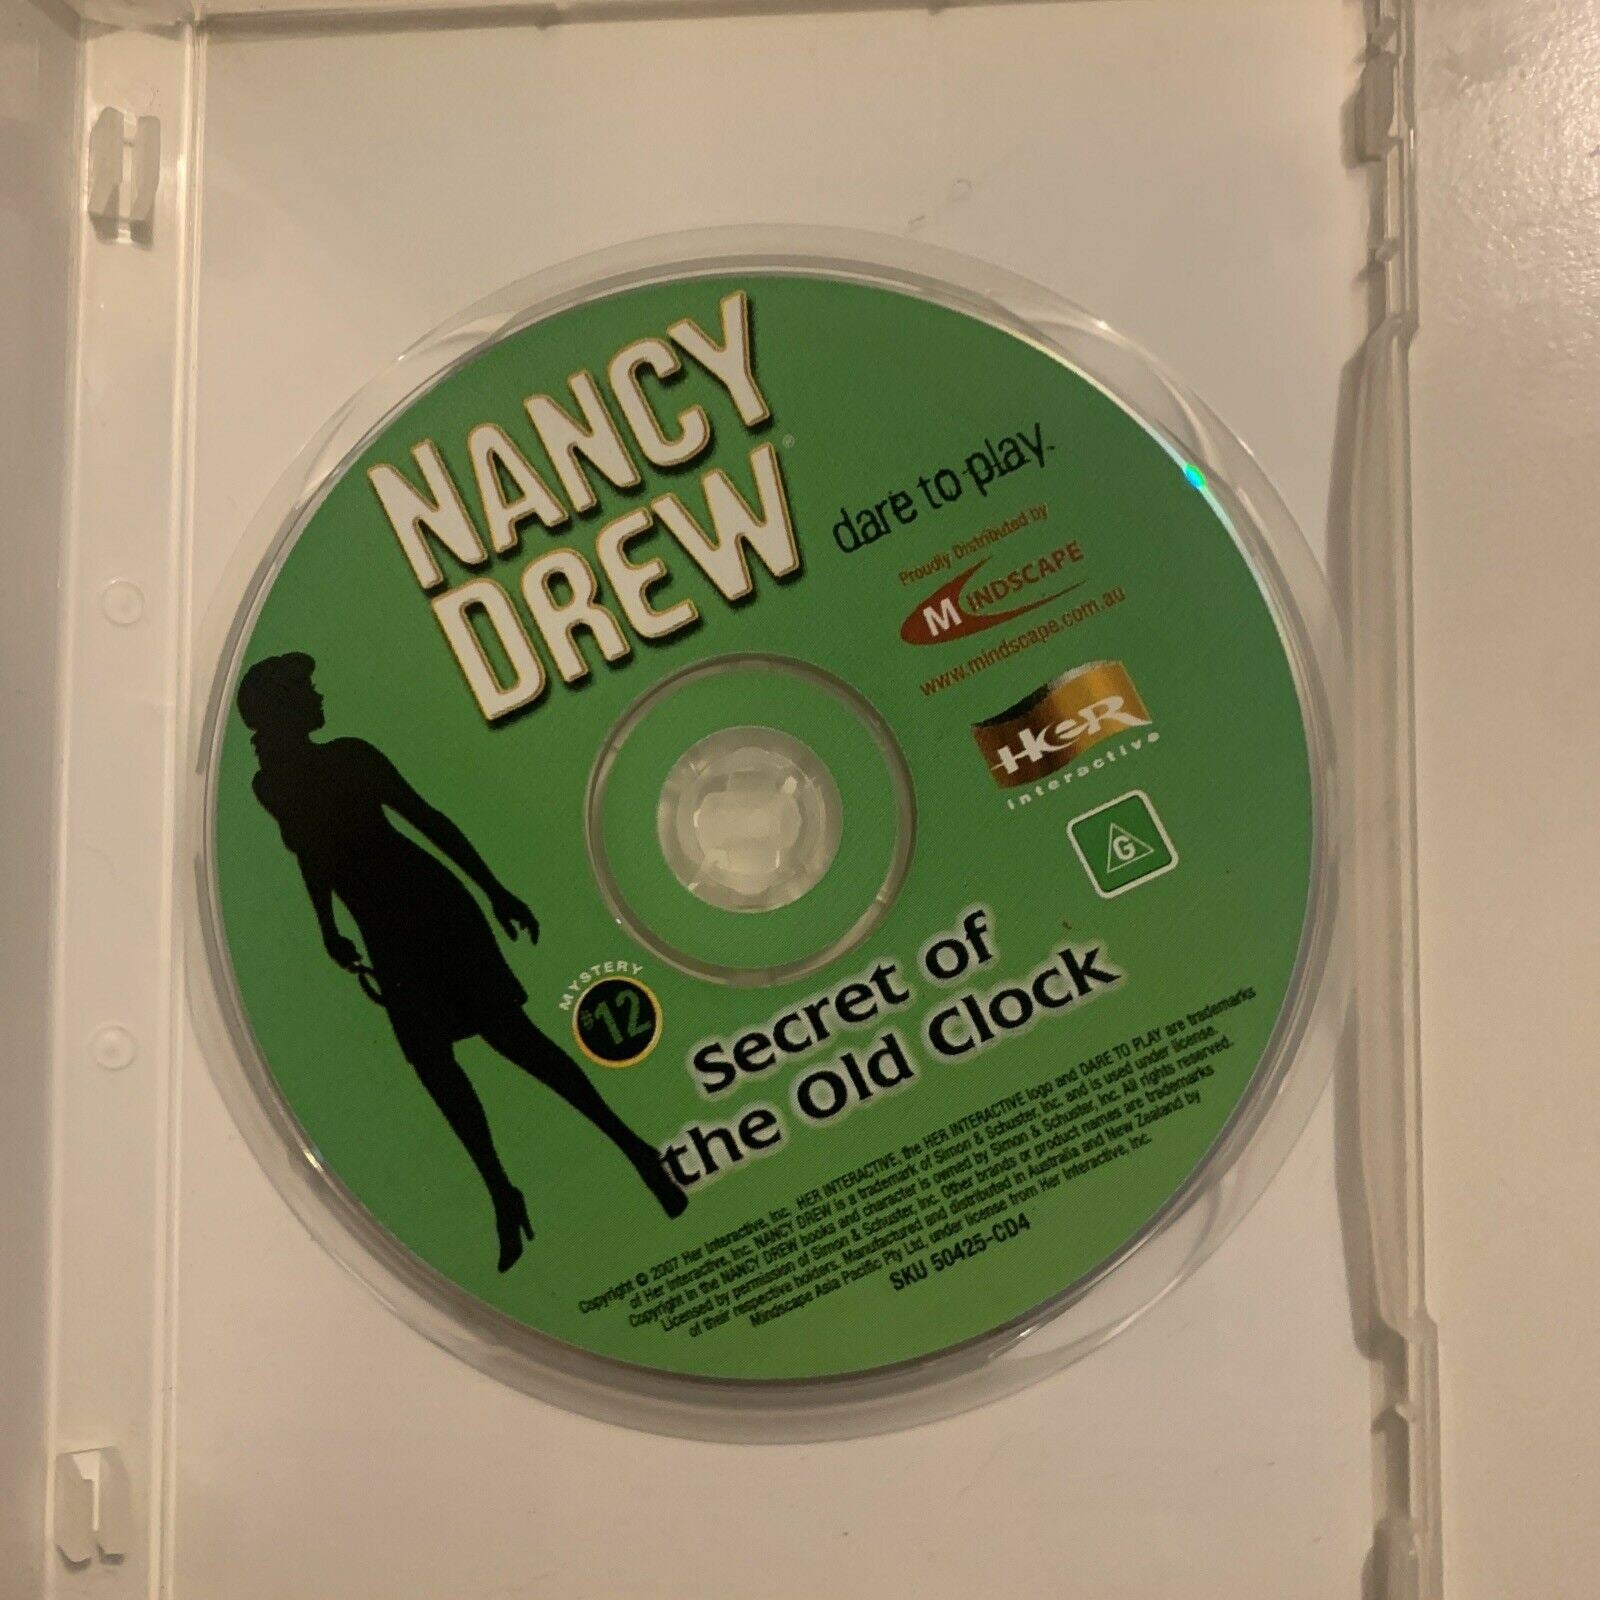 NANCY
DREW®
dare to play™
Proudly Distributed by
MINDSCAPE
www.mindscape.com.au
HeR
interactive
G
MYSTERY
#12
Secret of
the Old Clock
Copyright © 2007 Her Interactive, Inc. HER INTERACTIVE, the HER INTERACTIVE logo and DARE TO PLAY are trademarks
of Her Interactive, Inc. NANCY DREW is a trademark of Simon & Schuster, Inc. and is used under license.
Copyright in the NANCY DREW books and character is owned by Simon & Schuster, Inc. All rights reserved.
Licensed by permission of Simon & Schuster, Inc. Other brands or product names are trademarks
of their respective holders. Manufactured and distributed in Australia and New Zealand by
Mindscape Asia Pacific Pty Ltd, under license from Her Interactive, Inc.
SKU 50425-CD4